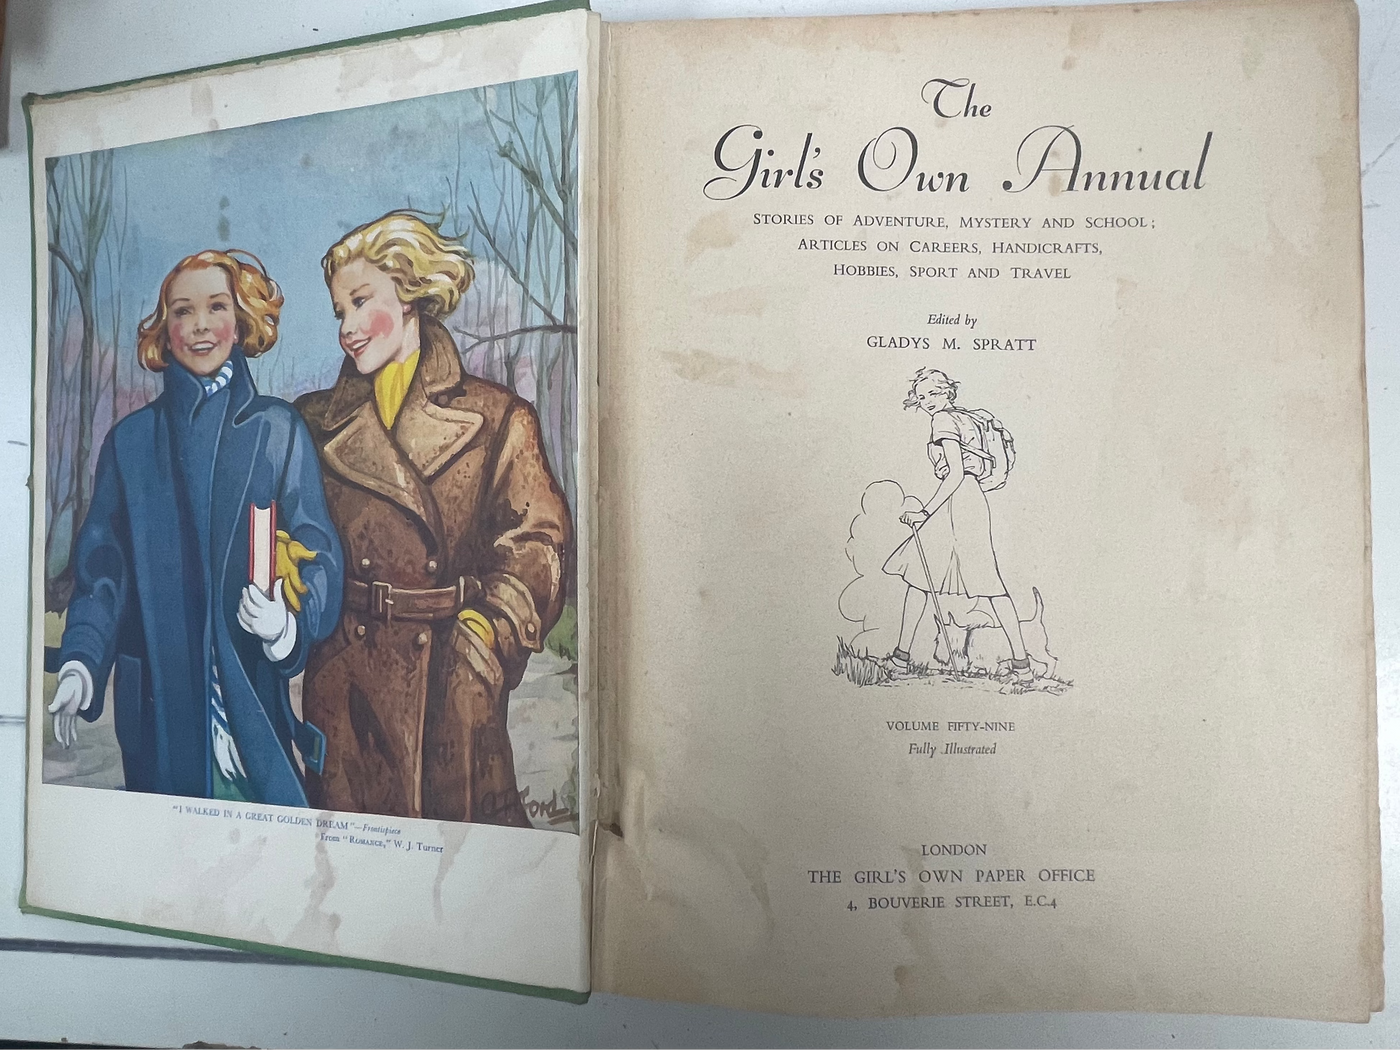 "I WALKED IN A GREAT GOLDEN DREAM"—Frontispiece
From "ROMANCE," W. J. Turner
The
Girl's Own Annual
STORIES OF ADVENTURE, MYSTERY AND SCHOOL;
ARTICLES ON CAREERS, HANDICRAFTS,
HOBBIES, SPORT AND TRAVEL
Edited by
GLADYS M. SPRATT
VOLUME FIFTY-NINE
Fully Illustrated
LONDON
THE GIRL'S OWN PAPER OFFICE
4, BOUVERIE STREET, E.C.4